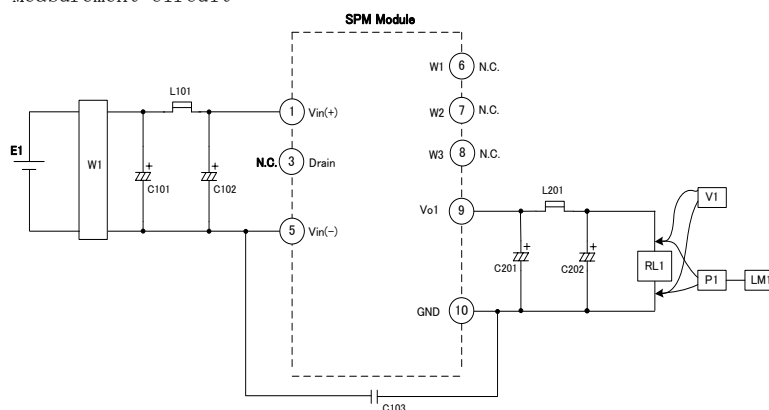 Measurement circuit
SPM Module
W1 6 N.C.
L101
1 Vin(+)
W2 7 N.C.
E1
W1
N.C. 3 Drain
W3 8 N.C.
C101
C102
L201
V1
Vo1 9
5 Vin(-)
C201
C202
RL1
P1
LM1
GND 10
C103